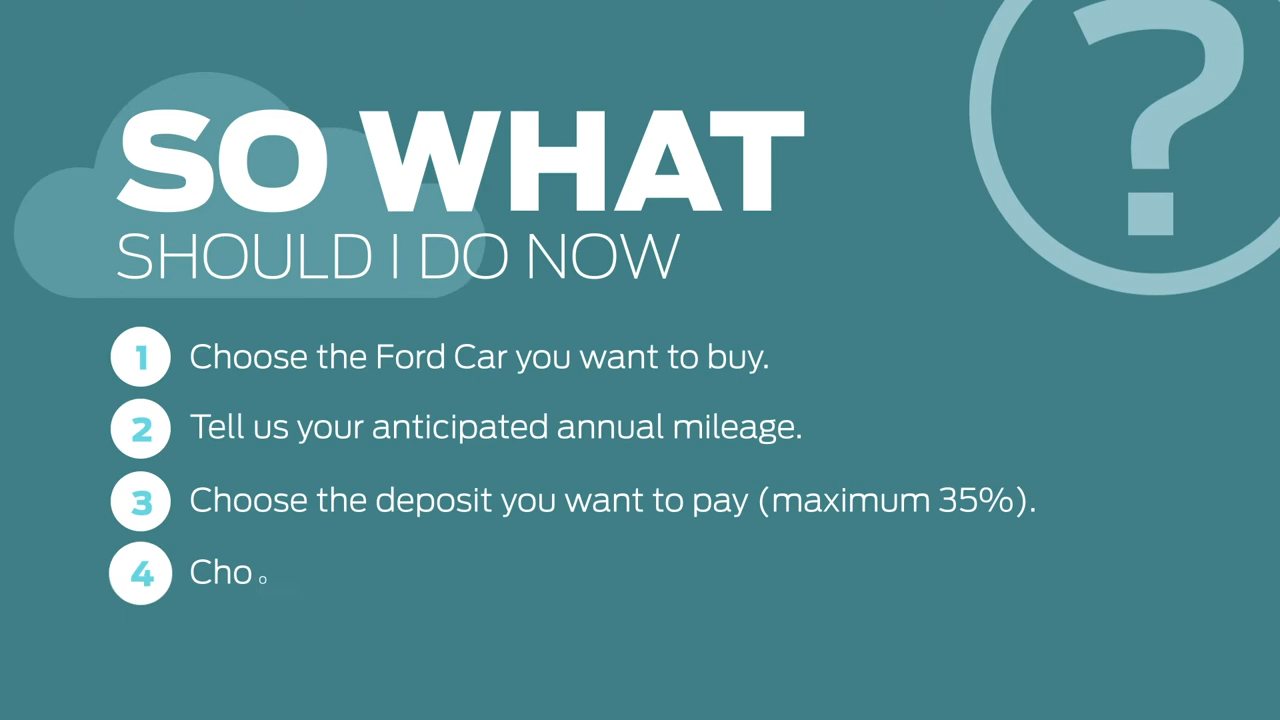 ?
SO WHAT
SHOULD I DO NOW
1 Choose the Ford Car you want to buy.
2 Tell us your anticipated annual mileage.
3 Choose the deposit you want to pay (maximum 35%).
4 Choo